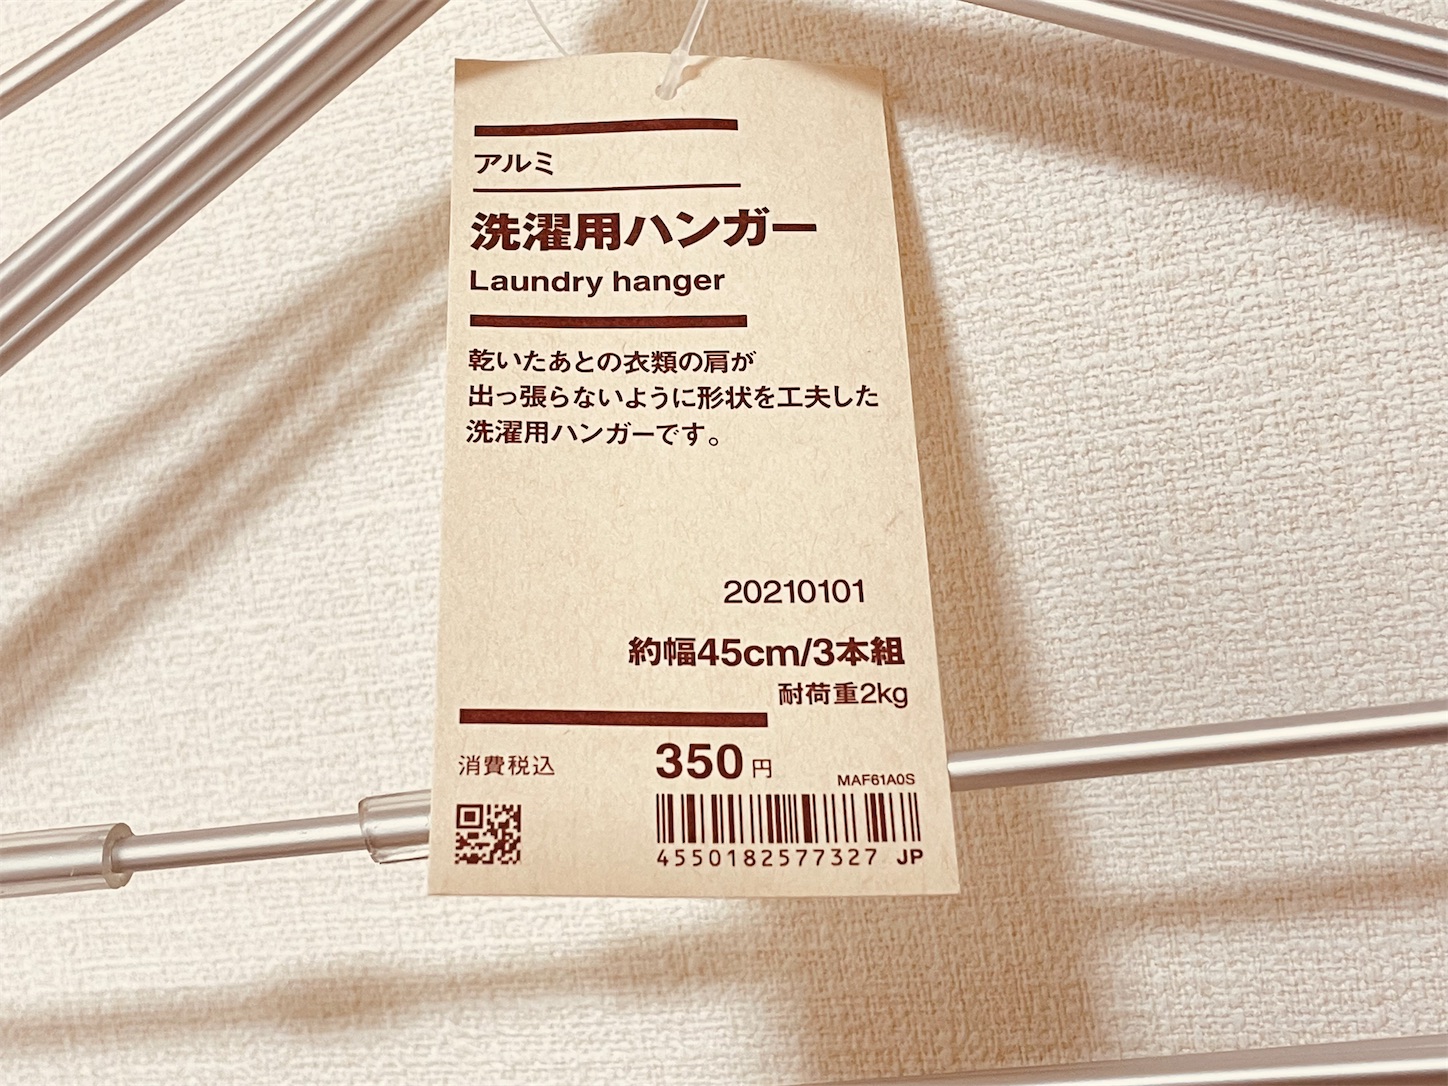 アルミ
洗濯用ハンガー
Laundry hanger
乾いたあとの衣類の肩が
出っ張らないように形状を工夫した
洗濯用ハンガーです。
20210101
約幅45cm/3本組
耐荷重2kg
消費税込 350円
MAF61A0S
4550182577327 JP